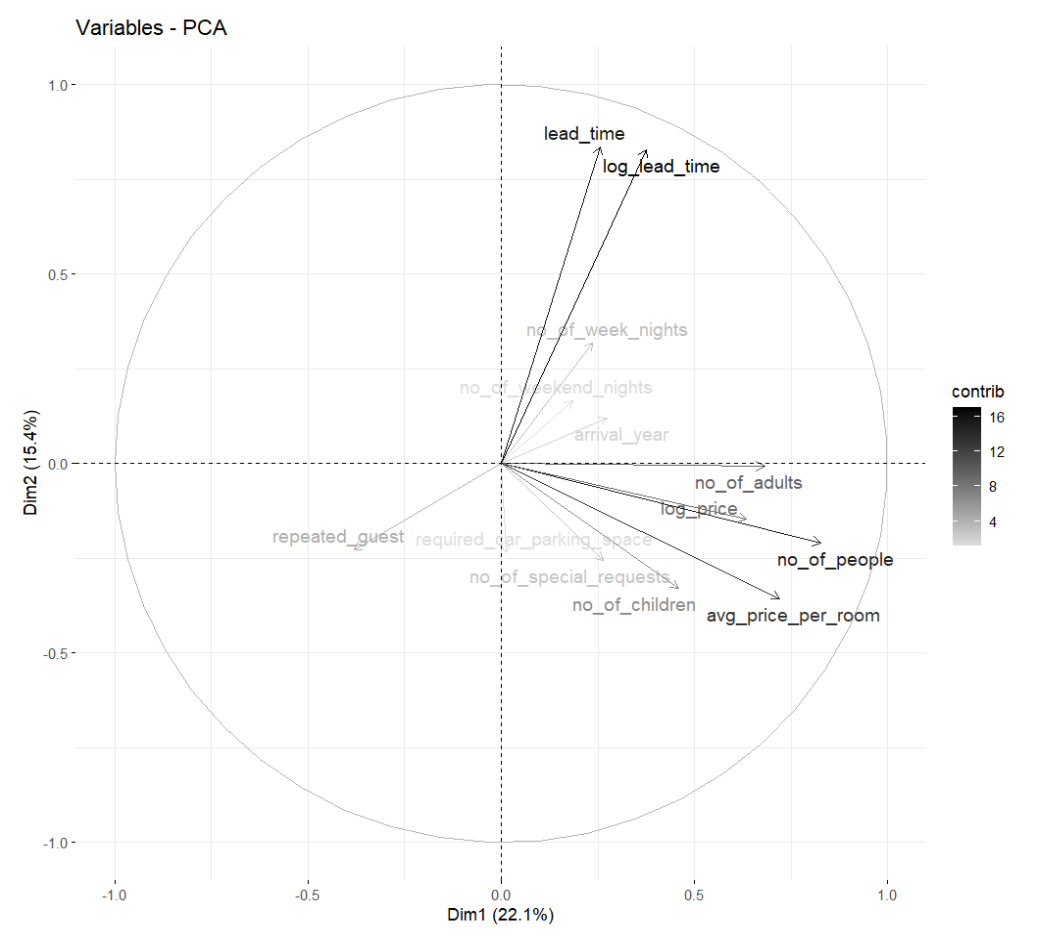 Variables - PCA
1.0
0.5
0.0
-0.5
-1.0
Dim2 (15.4%)
lead_time
log_lead_time
no_of_week_nights
no_of_weekend_nights
arrival_year
no_of_adults
log_price
repeated_guest
required_car_parking_space
no_of_people
no_of_special_requests
no_of_children
avg_price_per_room
contrib
16
12
8
4
-1.0
-0.5
0.0
0.5
1.0
Dim1 (22.1%)